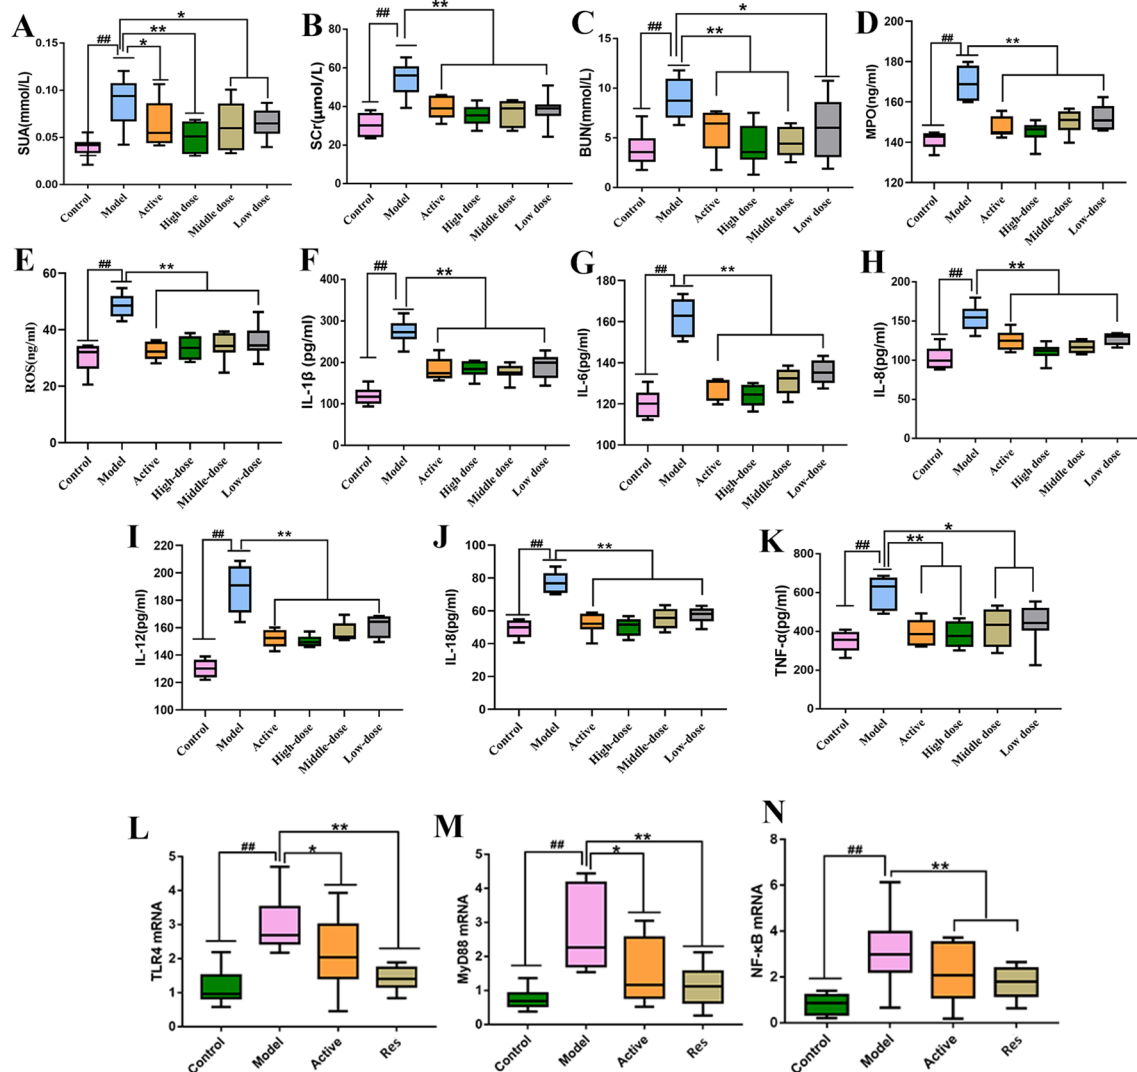 A
SUA(mmol/L)
0.15
0.10
0.05
0.00
##
*
**
*
Control
Model
Active
High dose
Middle dose
Low dose
B
SCr(μmol/L)
80
60
40
20
0
##
**
Control
Model
Active
High dose
Middle dose
Low dose
C
BUN(mmol/L)
15
10
5
0
##
**
*
Control
Model
Active
High dose
Middle dose
Low dose
D
MPO(ng/ml)
200
180
160
140
120
##
**
Control
Model
Active
High-dose
Middle-dose
Low-dose
E
ROS(ng/ml)
60
40
20
0
##
**
Control
Model
Active
High-dose
Middle-dose
Low-dose
F
IL-1β (pg/ml)
400
300
200
100
0
##
**
Control
Model
Active
High dose
Middle dose
Low dose
G
IL-6(pg/ml)
180
160
140
120
100
##
**
Control
Model
Active
High-dose
Middle-dose
Low-dose
H
IL-8(pg/ml)
200
150
100
50
0
##
**
Control
Model
Active
High dose
Middle dose
Low dose
I
IL-12(pg/ml)
220
200
180
160
140
120
100
##
**
Control
Model
Active
High-dose
Middle-dose
Low-dose
J
IL-18(pg/ml)
100
80
60
40
20
0
##
**
Control
Model
Active
High-dose
Middle-dose
Low-dose
K
TNF-α(pg/ml)
800
600
400
200
0
##
**
*
Control
Model
Active
High dose
Middle dose
Low dose
L
TLR4 mRNA
5
4
3
2
1
0
##
*
**
Control
Model
Active
Res
M
MyD88 mRNA
5
4
3
2
1
0
##
*
**
Control
Model
Active
Res
N
NF-κB mRNA
8
6
4
2
0
##
**
Control
Model
Active
Res